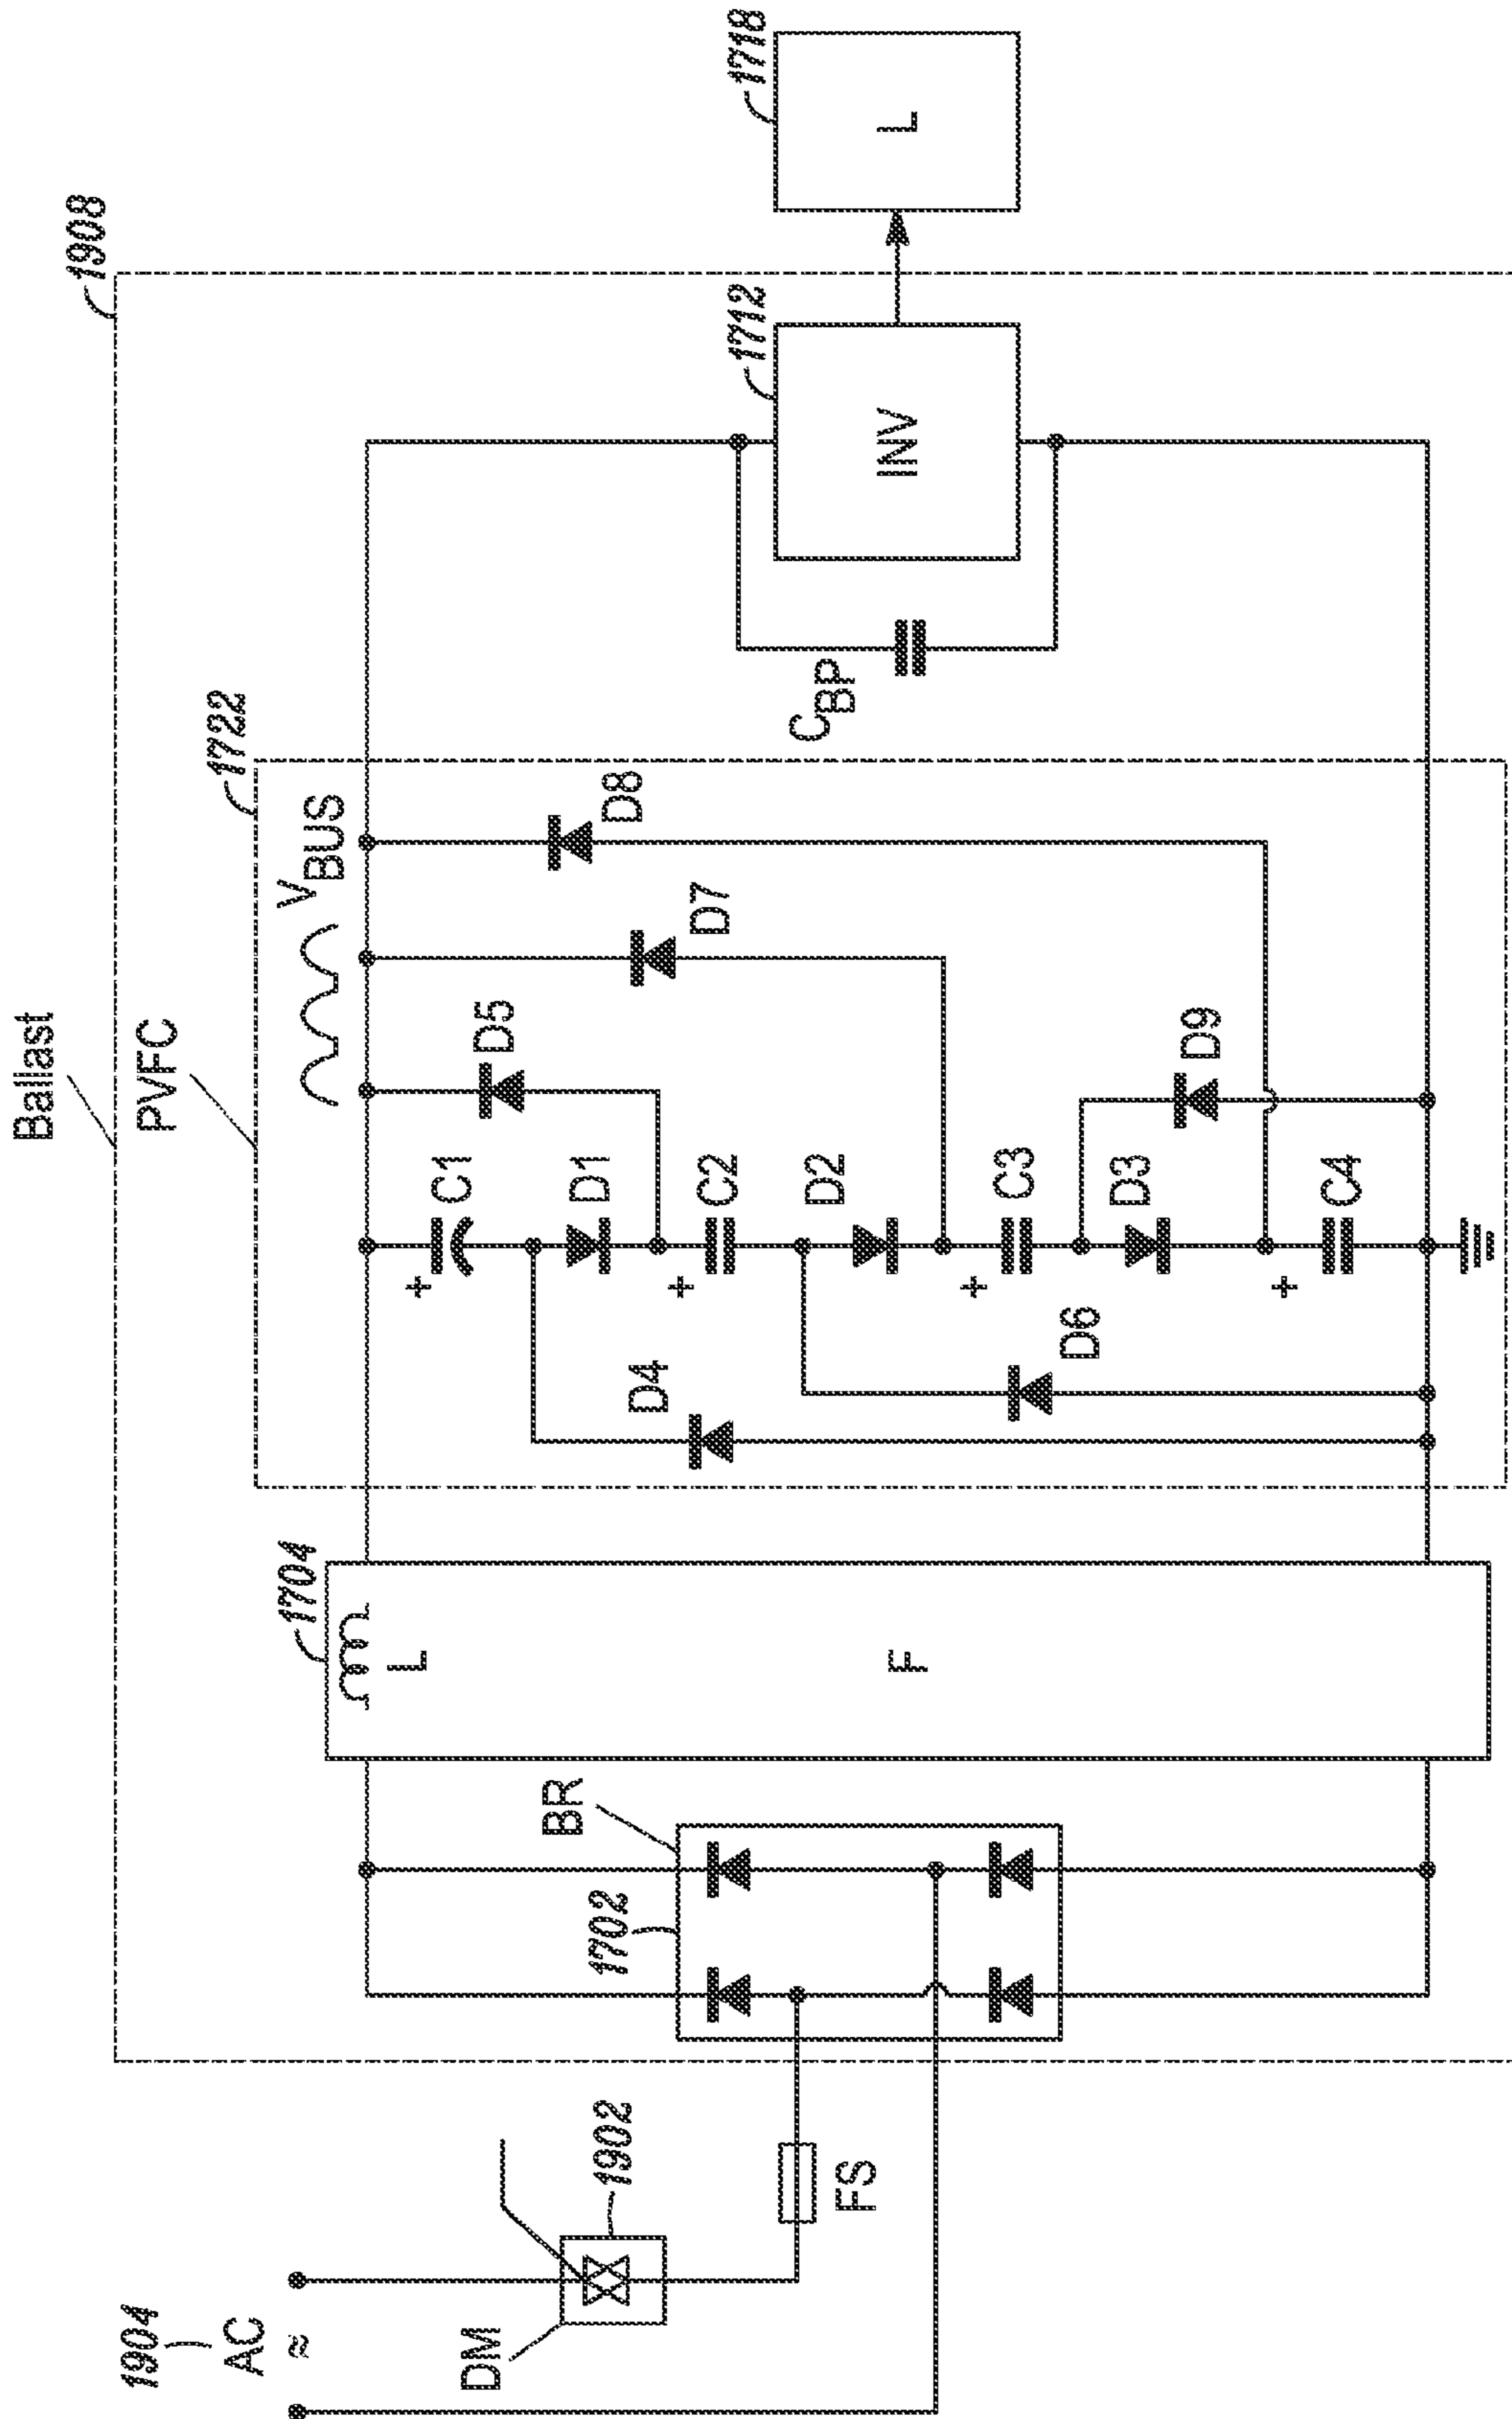 Ballast
1908
PVFC
1722
V BUS
1704
L
F
C1
D1
D5
C2
D2
D7
D8
C3
D3
D9
C4
D4
D6
+
+
+
+
C BP
1712
INV
1718
L
BR
1702
1904
AC
≈
DM
1902
FS